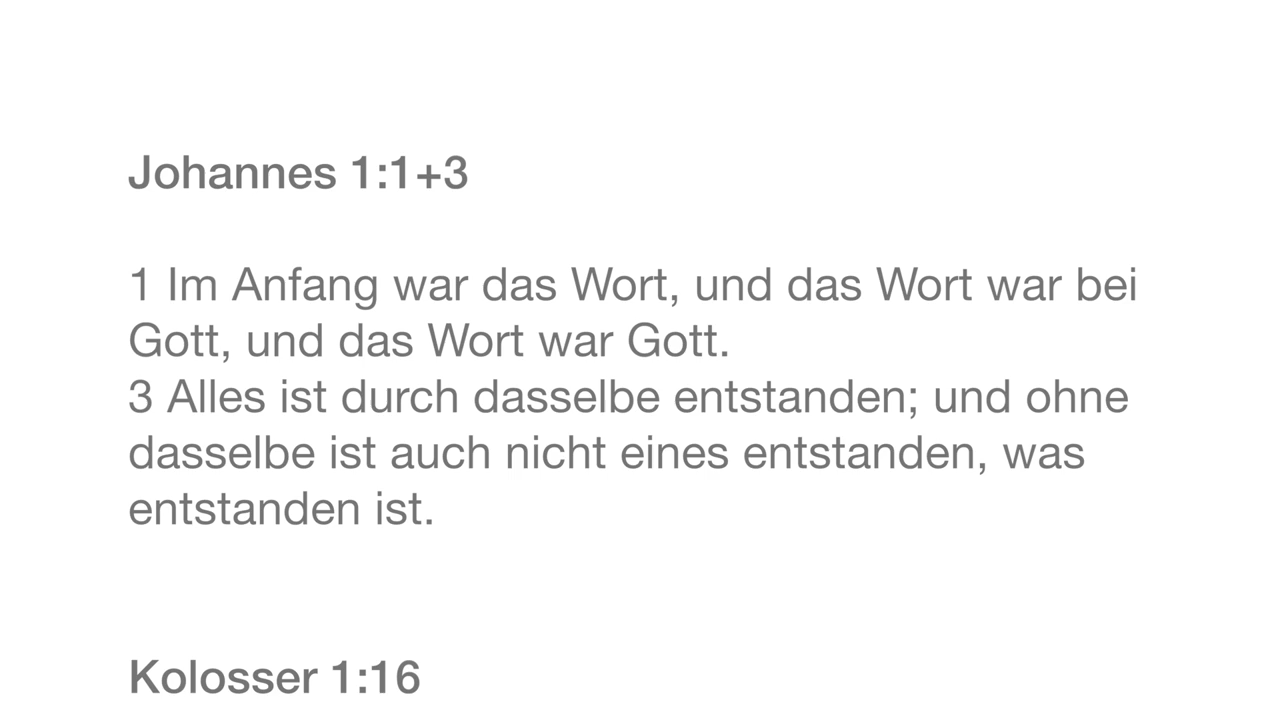 Johannes 1:1+3
1 Im Anfang war das Wort, und das Wort war bei
Gott, und das Wort war Gott.
3 Alles ist durch dasselbe entstanden; und ohne
dasselbe ist auch nicht eines entstanden, was
entstanden ist.
Kolosser 1:16